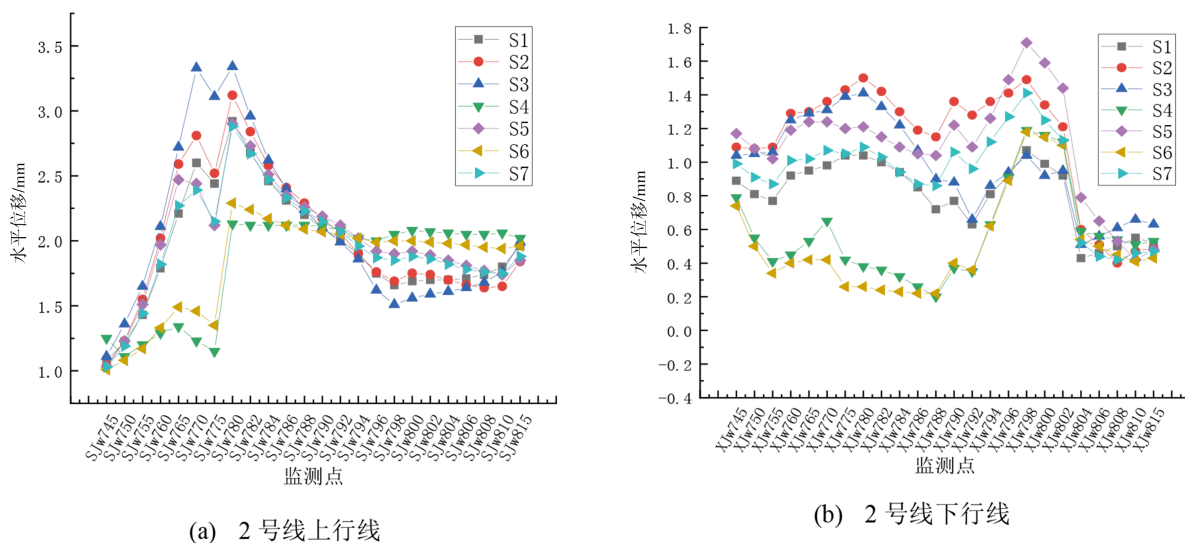 3.5
3.0
2.5
2.0
1.5
1.0
水平位移/mm
S1
S2
S3
S4
S5
S6
S7
SJw745
SJw750
SJw755
SJw760
SJw765
SJw770
SJw775
SJw780
SJw782
SJw784
SJw786
SJw788
SJw790
SJw792
SJw794
SJw796
SJw798
SJw800
SJw802
SJw804
SJw806
SJw808
SJw810
SJw815
监测点
(a) 2 号线上行线
1.8
1.6
1.4
1.2
1.0
0.8
0.6
0.4
0.2
0.0
-0.2
-0.4
水平位移/mm
S1
S2
S3
S4
S5
S6
S7
XJw745
XJw750
XJw755
XJw760
XJw765
XJw770
XJw775
XJw780
XJw782
XJw784
XJw786
XJw788
XJw790
XJw792
XJw794
XJw796
XJw798
XJw800
XJw802
XJw804
XJw806
XJw808
XJw810
XJw815
监测点
(b) 2 号线下行线